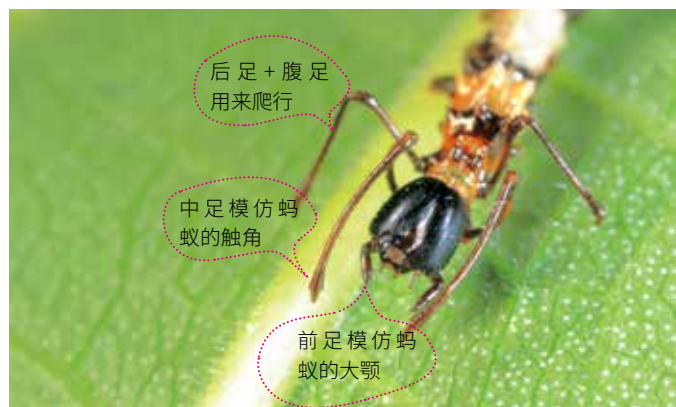 后足+腹足
用来爬行
中足模仿蚂
蚁的触角
前足模仿蚂
蚁的大颚